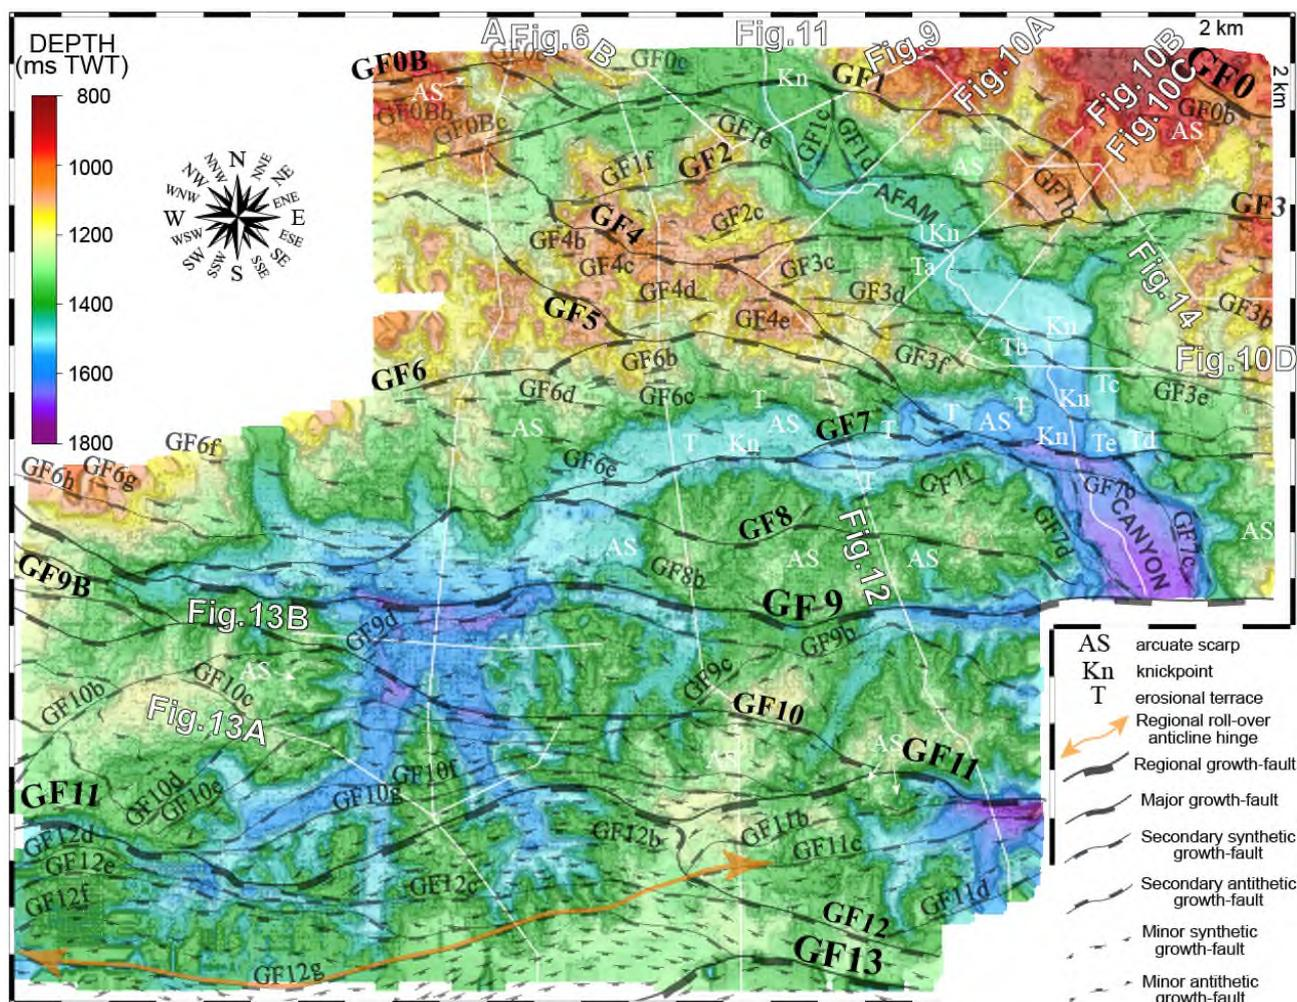 DEPTH
(ms TWT)
800
1000
1200
1400
1600
1800
N
NNE
NE
ENE
E
ESE
SE
SSE
S
SSW
SW
WSW
W
WNW
NW
NNW
2 km
2 km
A
Fig.6
B
Fig.11
Fig.9
Fig.10A
Fig.10B
Fig.10C
GF0
GF0B
GF0c
GF0c
Kn
GF1
GF0b
AS
AS
GF0Bb
GF0Bc
GF1e
GF1c
GF1d
AS
GF1f
GF2
GF1b
GF3
GF4
GF2c
AFAM
Kn
GF4b
GF4c
GF3c
Ta
GF4d
GF3d
Fig.14
GF3b
GF5
GF4e
Kn
Tb
Fig.10D
GF6
GF6b
GF3f
GF6d
GF6c
T
Tc
Kn
GF3e
AS
AS
GF7
T
T
AS
T
T
Kn
Kn
Te
Td
GF6f
GF6h
GF6g
GF6e
T
GF7f
GF7b
CANYON
GF8
GF7d
GF7c
AS
AS
AS
AS
Fig.12
GF9B
GF8b
GF9
Fig.13B
GF9d
GF9b
AS
GF10c
GF9c
GF10b
Fig.13A
GF10
AS
AS
GF11
GF10f
GF10d
GF10e
GF10g
GF11
GF12d
GF12b
GF11b
GF11c
GF12e
GF12c
GF12f
GF11d
GF12
GF13
GF12g
AS arcuate scarp
Kn knickpoint
T erosional terrace
Regional roll-over
anticline hinge
Regional growth-fault
Major growth-fault
Secondary synthetic
growth-fault
Secondary antithetic
growth-fault
Minor synthetic
growth-fault
Minor antithetic
growth-fault